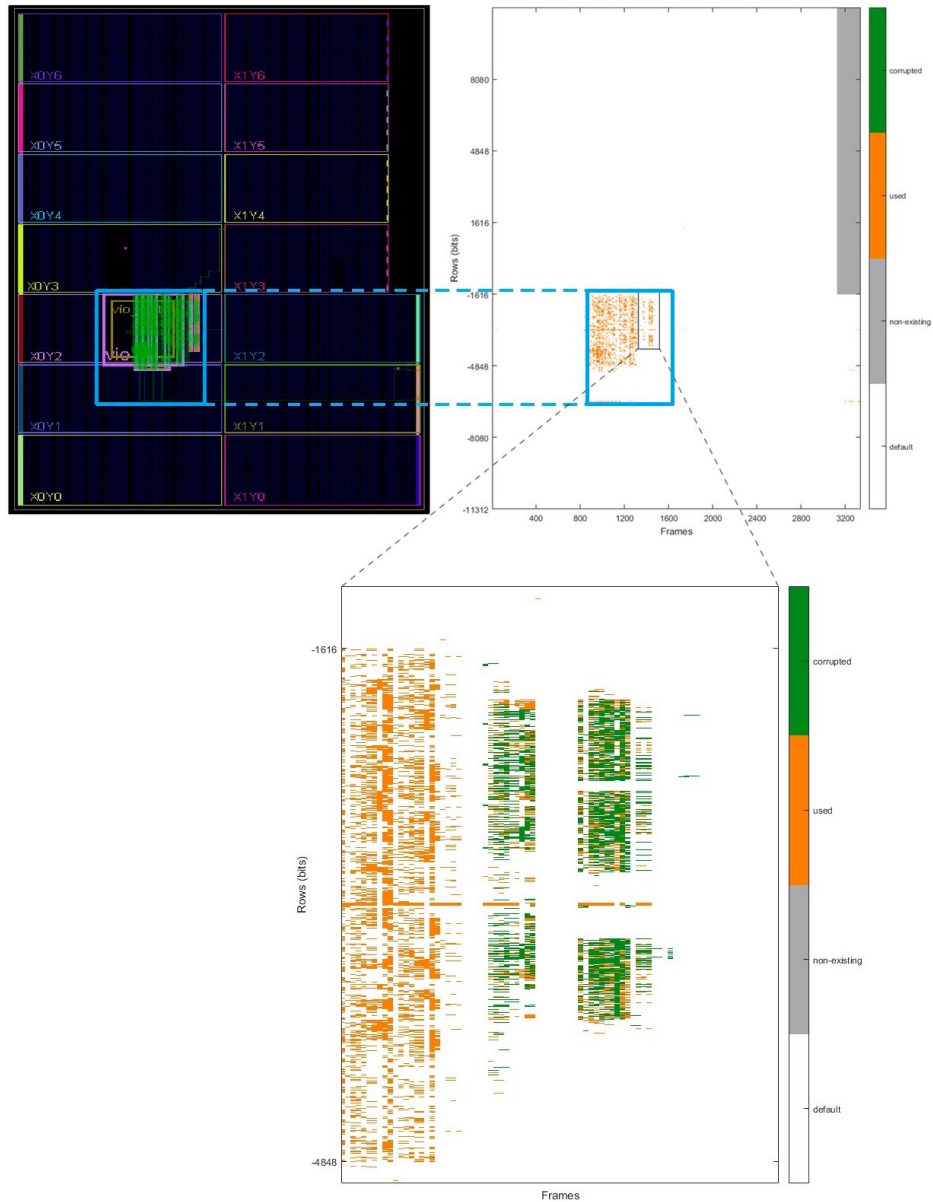 X0Y6
X1Y6
X0Y5
X1Y5
X0Y4
X1Y4
X0Y3
X1Y3
vio
X0Y2
vio
X1Y2
X0Y1
X1Y1
X0Y0
X1Y0
Rows (bits)
8080
4848
1616
-1616
-4848
-8080
-11312
400
800
1200
1600
2000
2400
2800
3200
Frames
corrupted
used
non-existing
default
Rows (bits)
-1616
-4848
Frames
corrupted
used
non-existing
default